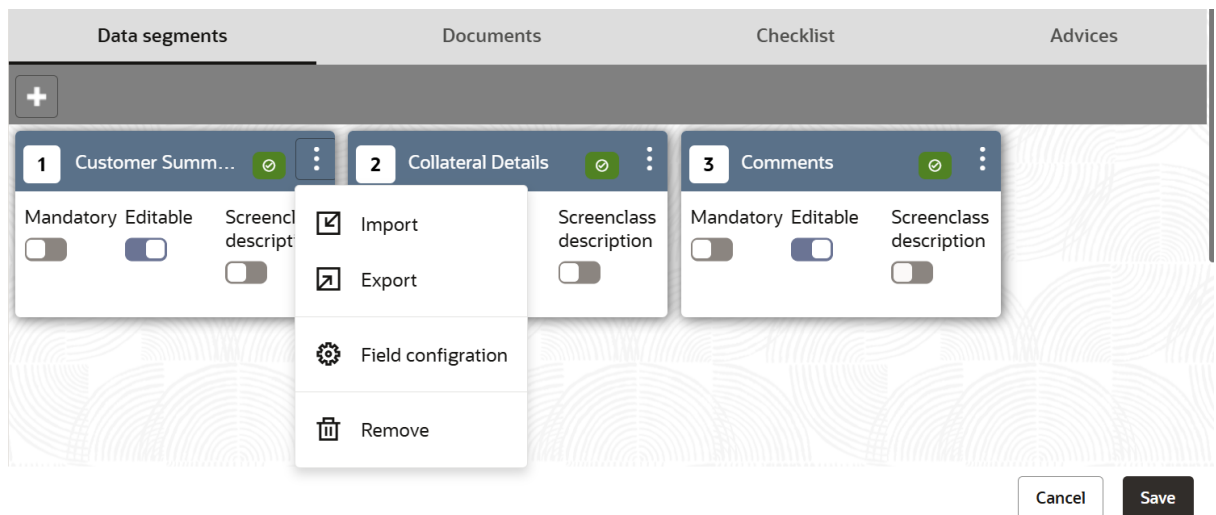 Data segments
Documents
Checklist
Advices
1 Customer Summ...
2 Collateral Details
3 Comments
Mandatory Editable
Screencl
descript
Import
Export
Field configration
Remove
Screenclass
description
Mandatory Editable
Screenclass
description
Cancel
Save